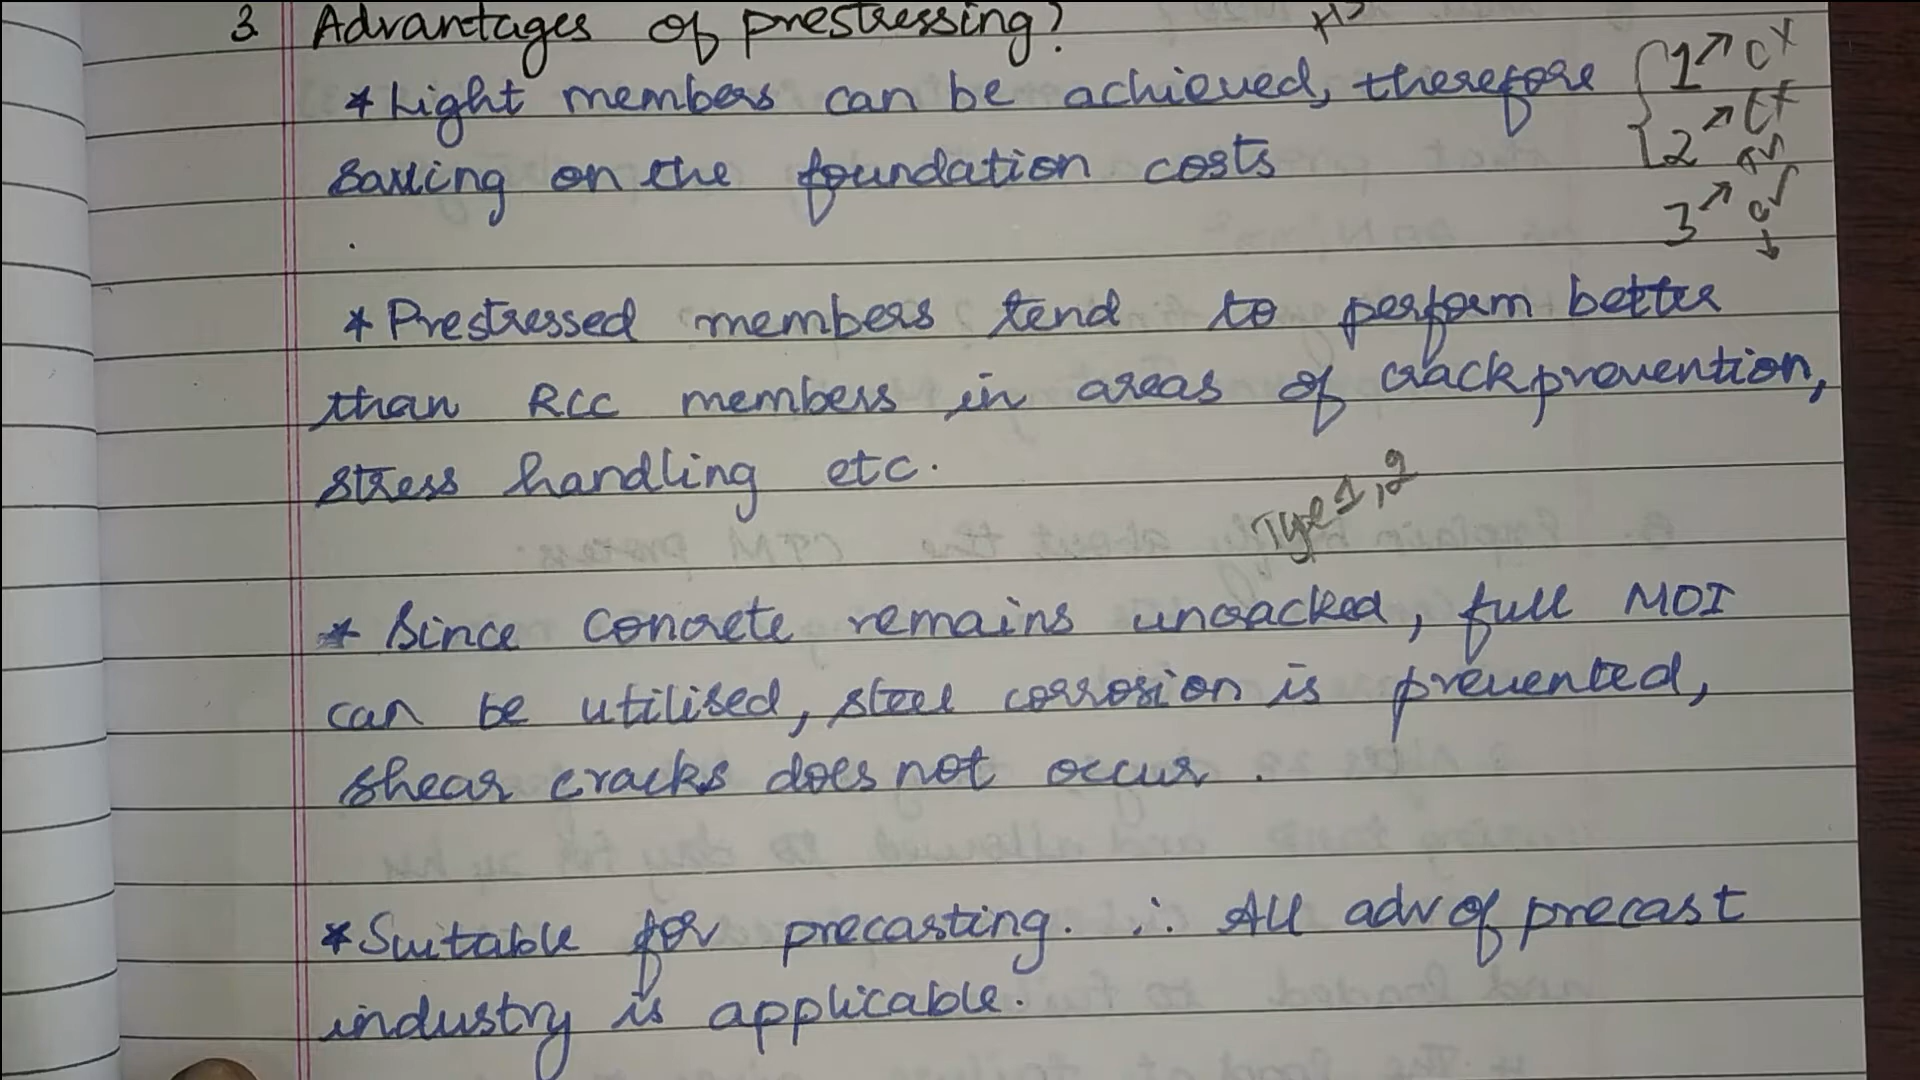 3 Advantages of prestressing?
* Light members can be achieved, therefore
saving on the foundation costs
1↗ c×
2↗ t×
3↗
* Prestressed members tend to perform better
than RCC members in areas of crack prevention,
stress handling etc.
Type 1,2
* Since concrete remains uncracked, full MOI
can be utilised, steel corrosion is prevented,
shear cracks does not occur.
* Suitable for precasting. ∴ All adv of precast
industry is applicable.